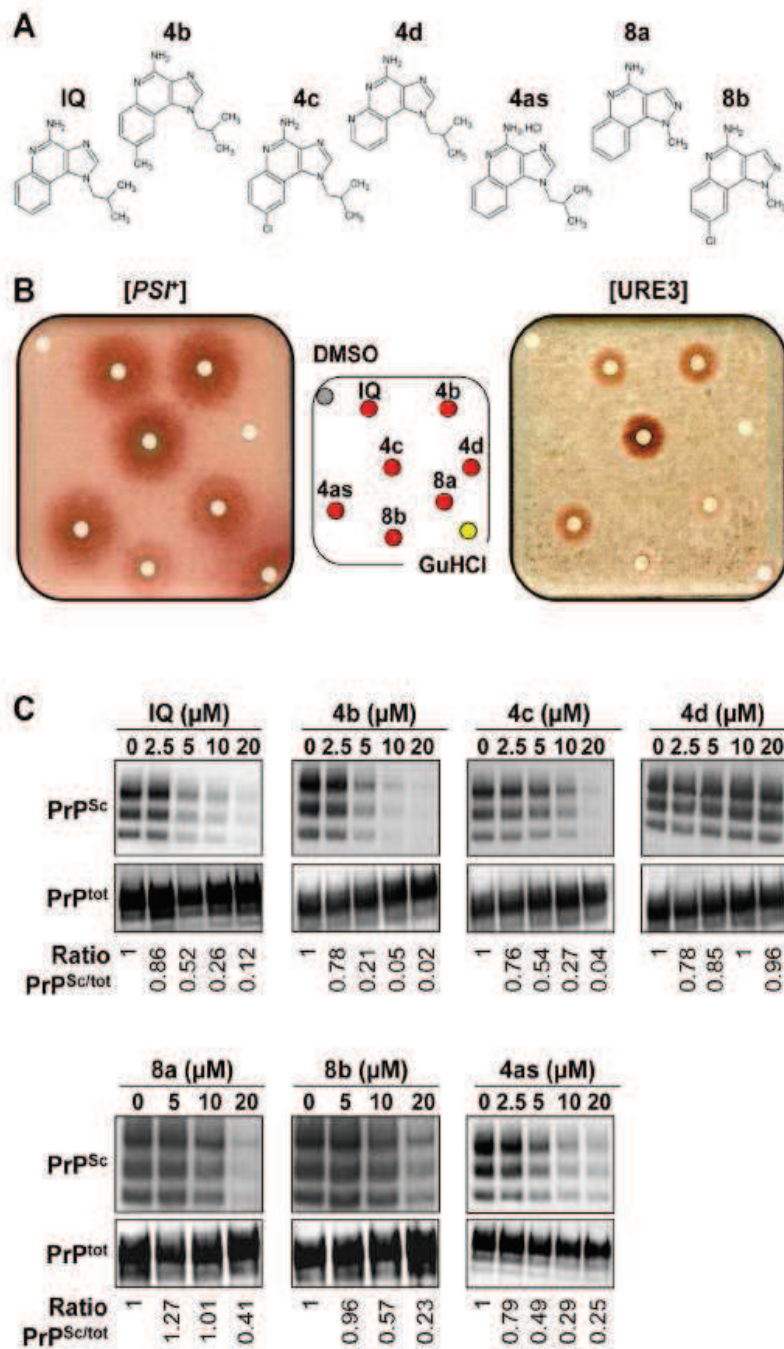 A
4b
4d
8a
IQ
4c
4as
8b
NH₂
N
N
N
CH₃
CH₃
CH₃
NH₂
N
N
N
CH₃
CH₃
NH₂
N
N
N
Cl
CH₃
CH₃
NH₂
N
N
N
N
CH₃
CH₃
NH₂ HCl
N
N
N
CH₃
CH₃
NH₂
N
N
N
CH₃
NH₂
N
N
N
CH₃
Cl
B
[PSI⁺]
[URE3]
DMSO
IQ
4b
4c
4d
8a
4as
8b
GuHCl
C
IQ (µM) 4b (µM) 4c (µM) 4d (µM)
0 2.5 5 10 20 0 2.5 5 10 20 0 2.5 5 10 20 0 2.5 5 10 20
PrPˢᶜ
PrPᵗᵒᵗ
Ratio
PrPˢᶜ/ᵗᵒᵗ
1 0.86 0.52 0.26 0.12 1 0.78 0.21 0.05 0.02 1 0.76 0.54 0.27 0.04 1 0.78 0.85 1 0.96
8a (µM) 8b (µM) 4as (µM)
0 5 10 20 0 5 10 20 0 2.5 5 10 20
PrPˢᶜ
PrPᵗᵒᵗ
Ratio
PrPˢᶜ/ᵗᵒᵗ
1 1.27 1.01 0.41 1 0.96 0.57 0.23 1 0.79 0.49 0.29 0.25